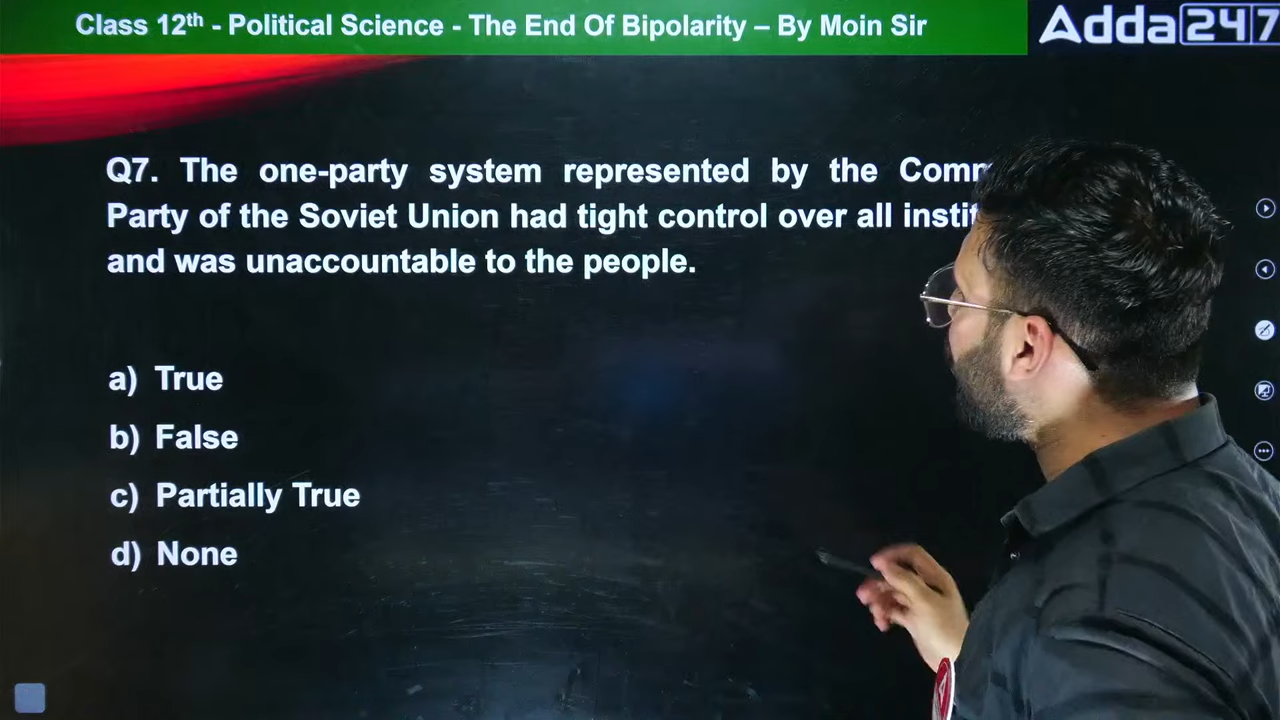 Class 12th - Political Science - The End Of Bipolarity – By Moin Sir
Adda247
Q7. The one-party system represented by the
Party of the Soviet Union had tight control over all
and was unaccountable to the people.
a) True
b) False
c) Partially True
d) None